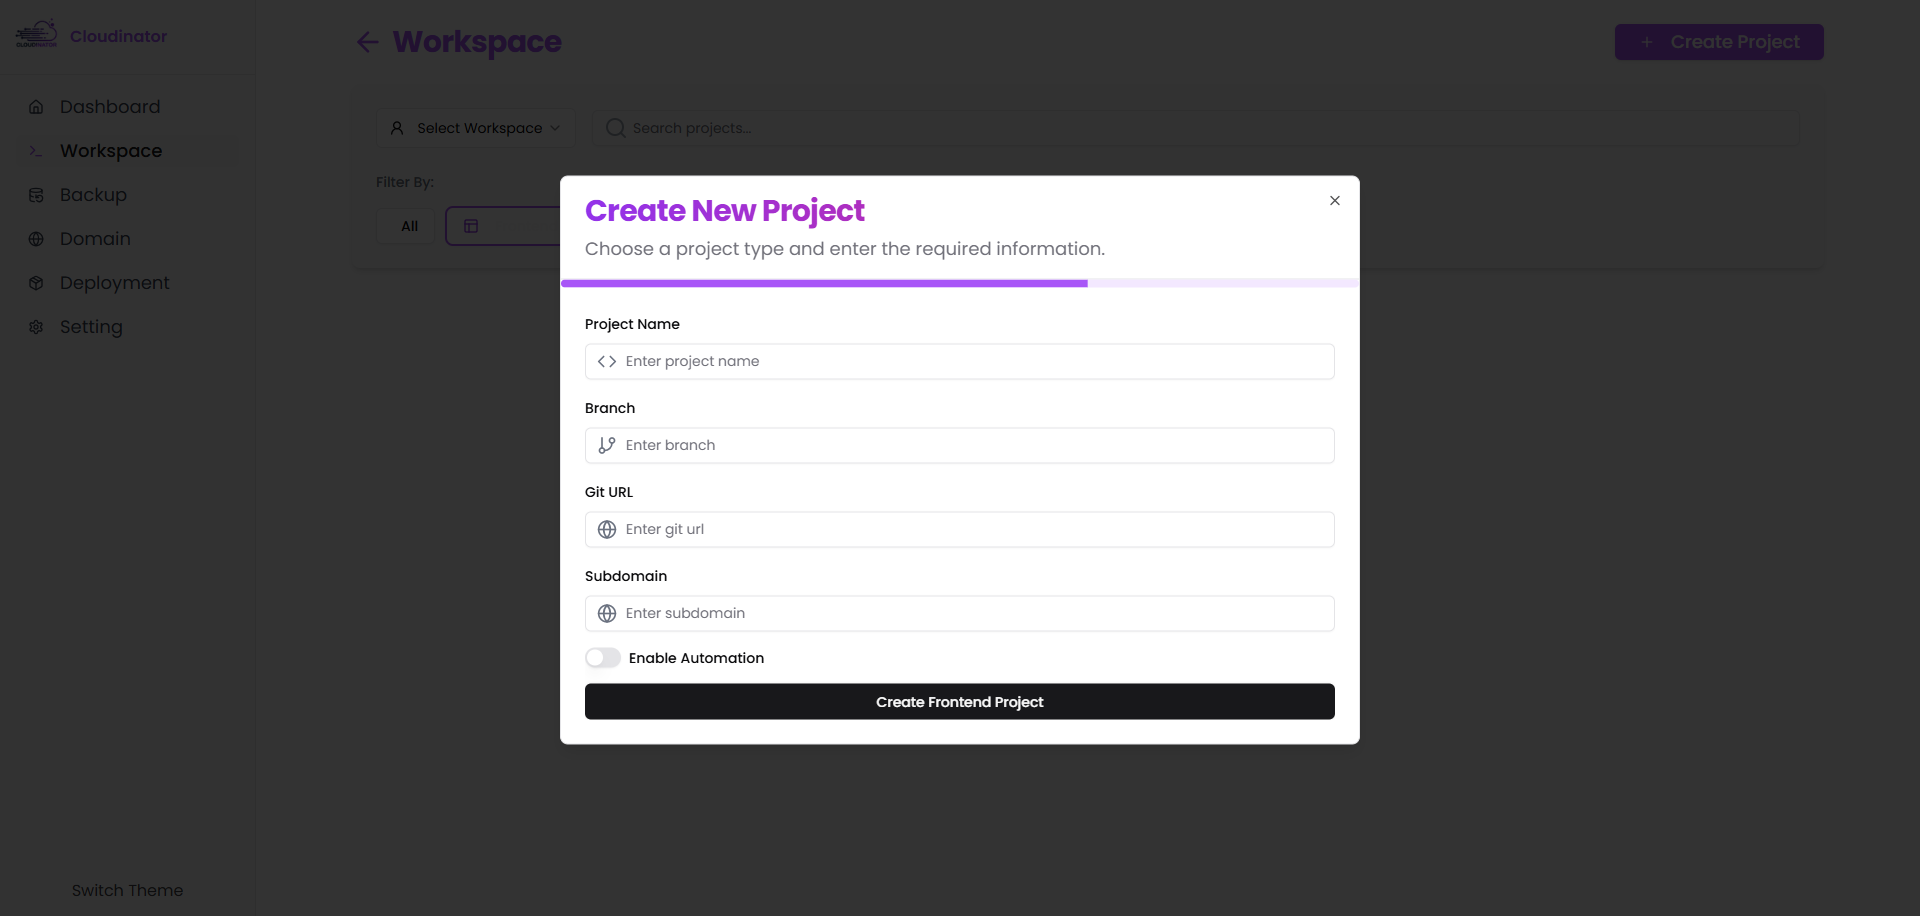 CLOUDINATOR
Cloudinator
Dashboard
Workspace
Backup
Domain
Deployment
Setting
Switch Theme
Workspace
+ Create Project
Select Workspace
Search projects...
Filter By:
All
Create New Project
Choose a project type and enter the required information.
Project Name
Enter project name
Branch
Enter branch
Git URL
Enter git url
Subdomain
Enter subdomain
Enable Automation
Create Frontend Project